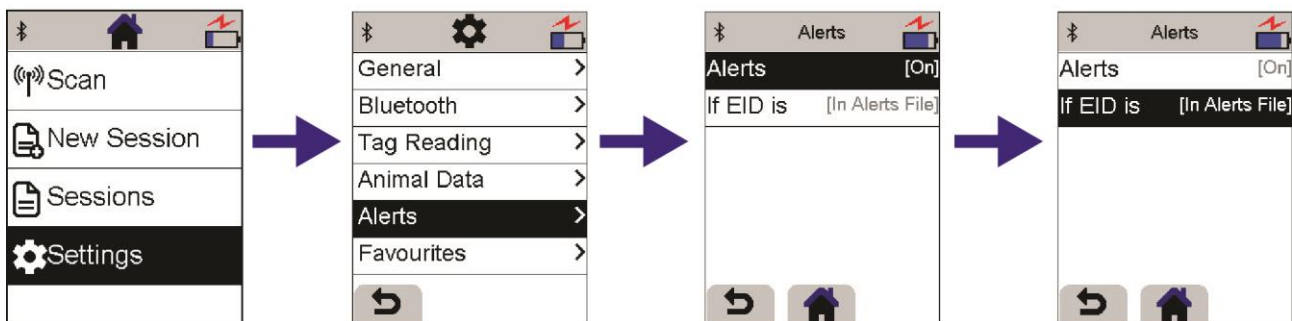 Scan
New Session
Sessions
Settings
General
Bluetooth
Tag Reading
Animal Data
Alerts
Favourites
Alerts
Alerts [On]
If EID is [In Alerts File]
Alerts
Alerts [On]
If EID is [In Alerts File]